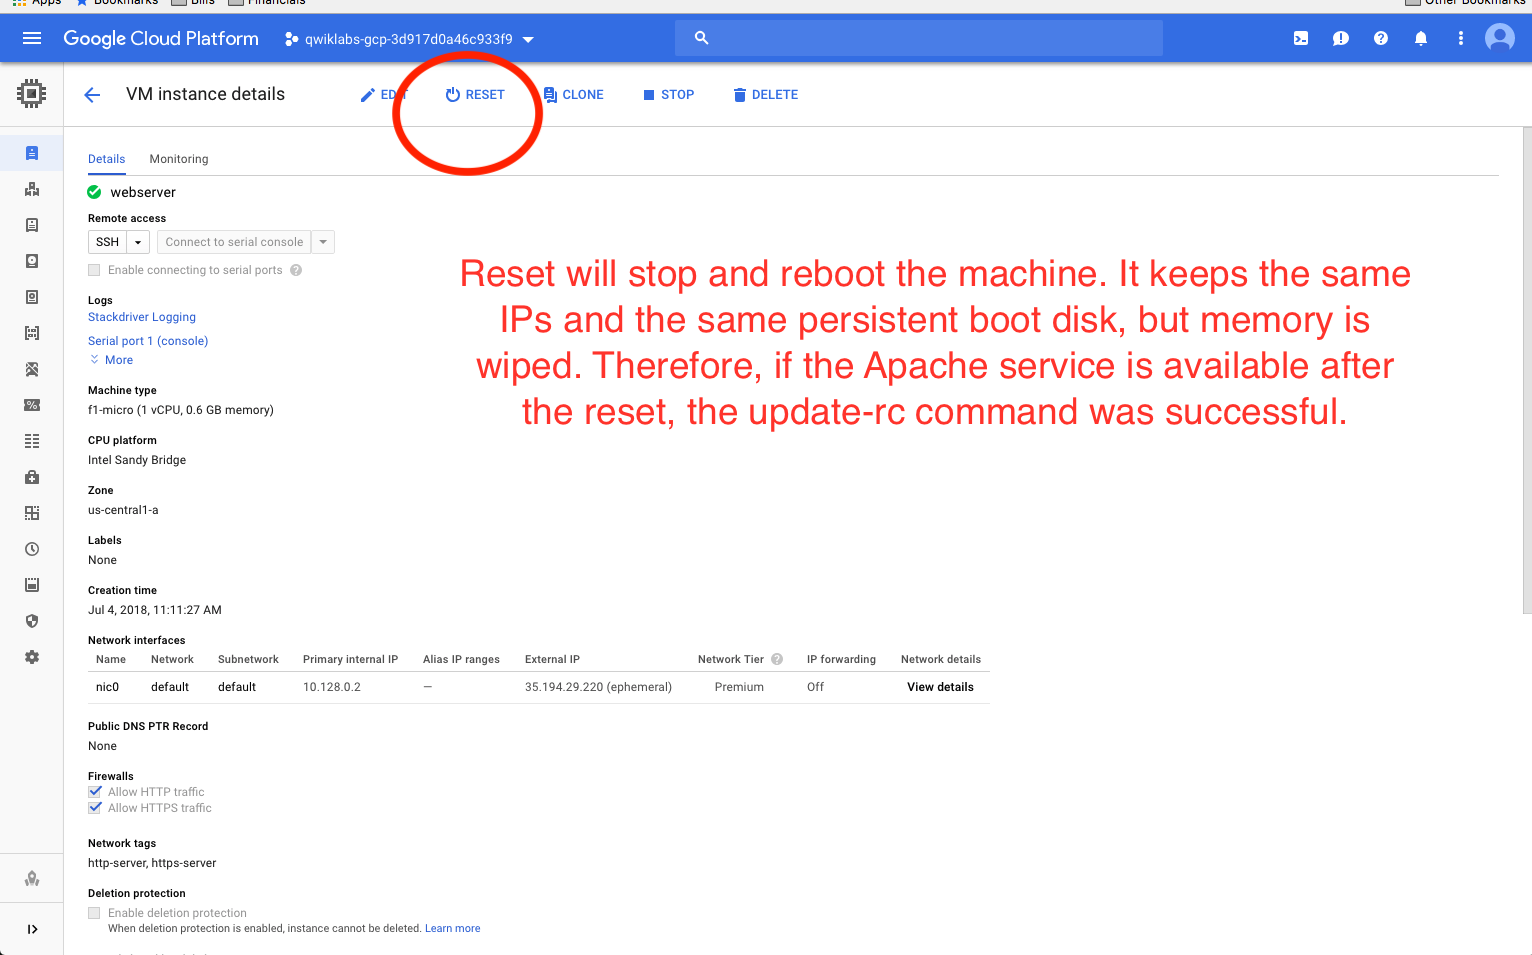 Apps Bookmarks Bills Financials Other Bookmarks
Google Cloud Platform qwiklabs-gcp-3d917d0a46c933f9
VM instance details EDIT RESET CLONE STOP DELETE
Details Monitoring
webserver
Remote access
SSH Connect to serial console
Enable connecting to serial ports ?
Logs
Stackdriver Logging
Serial port 1 (console)
More
Reset will stop and reboot the machine. It keeps the same
IPs and the same persistent boot disk, but memory is
wiped. Therefore, if the Apache service is available after
the reset, the update-rc command was successful.
Machine type
f1-micro (1 vCPU, 0.6 GB memory)
CPU platform
Intel Sandy Bridge
Zone
us-central1-a
Labels
None
Creation time
Jul 4, 2018, 11:11:27 AM
Network interfaces
Name Network Subnetwork Primary internal IP Alias IP ranges External IP Network Tier ? IP forwarding Network details
nic0 default default 10.128.0.2 — 35.194.29.220 (ephemeral) Premium Off View details
Public DNS PTR Record
None
Firewalls
Allow HTTP traffic
Allow HTTPS traffic
Network tags
http-server, https-server
Deletion protection
Enable deletion protection
When deletion protection is enabled, instance cannot be deleted. Learn more